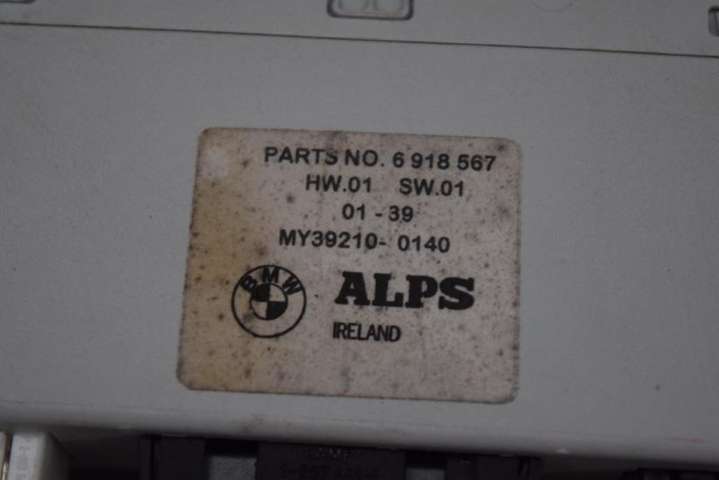 PARTS NO. 6 918 567
HW.01 SW.01
01 - 39
MY39210- 0140
BMW
ALPS
IRELAND